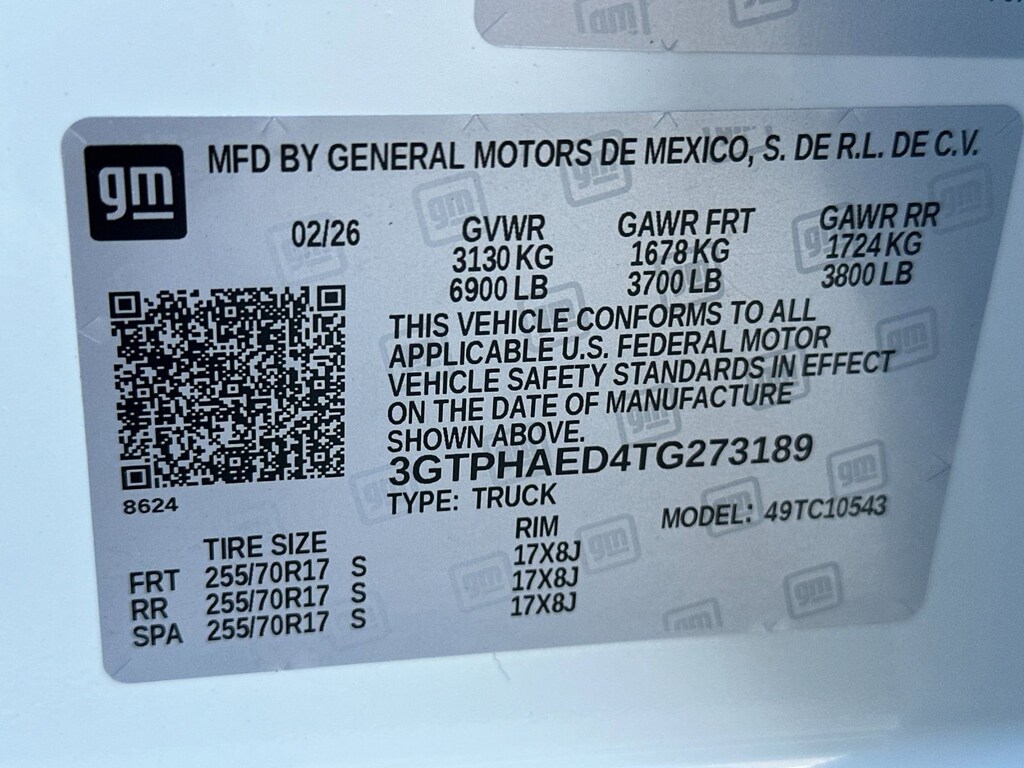 gm MFD BY GENERAL MOTORS DE MEXICO, S. DE R.L. DE C.V.
02/26 GVWR GAWR FRT GAWR RR
3130 KG 1678 KG 1724 KG
6900 LB 3700 LB 3800 LB
THIS VEHICLE CONFORMS TO ALL
APPLICABLE U.S. FEDERAL MOTOR
VEHICLE SAFETY STANDARDS IN EFFECT
ON THE DATE OF MANUFACTURE
SHOWN ABOVE.
3GTPHAED4TG273189
8624
TYPE: TRUCK MODEL: 49TC10543
TIRE SIZE RIM
FRT 255/70R17 S 17X8J
RR 255/70R17 S 17X8J
SPA 255/70R17 S 17X8J